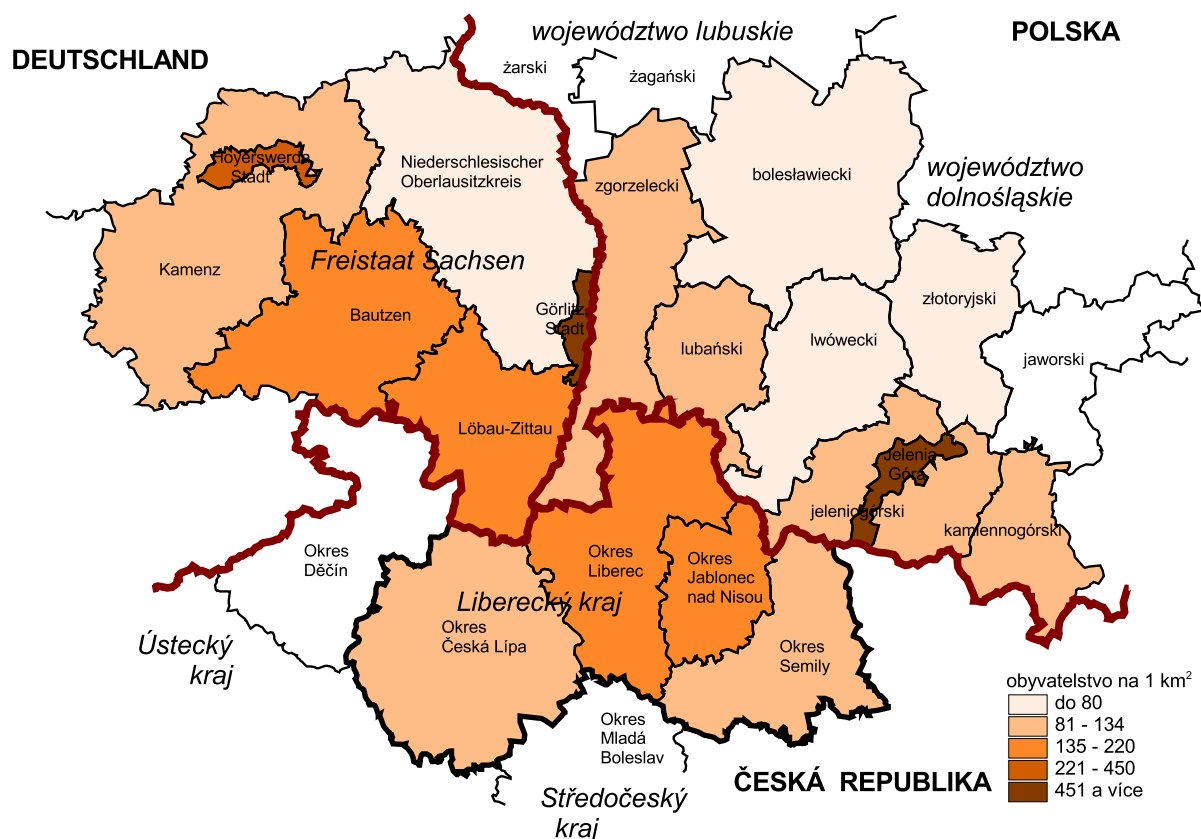 województwo lubuskie
POLSKA
DEUTSCHLAND
żarski
żagański
Hoyerswerda
Stadt
Niederschlesischer
Oberlausitzkreis
zgorzelecki
bolesławiecki
województwo
dolnośląskie
Kamenz
Freistaat Sachsen
Bautzen
Görlitz,
Stadt
złotoryjski
lubański
lwówecki
jaworski
Löbau-Zittau
Jelenia
Góra
jeleniogórski
kamiennogórski
Okres
Děčín
Okres
Liberec
Okres
Jablonec
nad Nisou
Liberecký kraj
Ústecký
kraj
Okres
Česká Lípa
Okres
Semily
Okres
Mladá
Boleslav
Středočeský
kraj
ČESKÁ REPUBLIKA
obyvatelstvo na 1 km²
do 80
81 - 134
135 - 220
221 - 450
451 a více